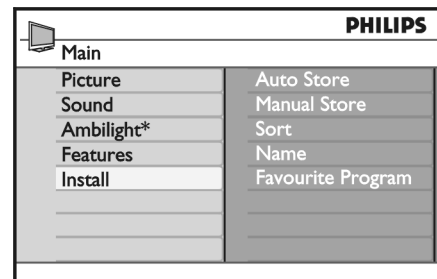 PHILIPS
Main
Picture
Sound
Ambilight*
Features
Install
Auto Store
Manual Store
Sort
Name
Favourite Program